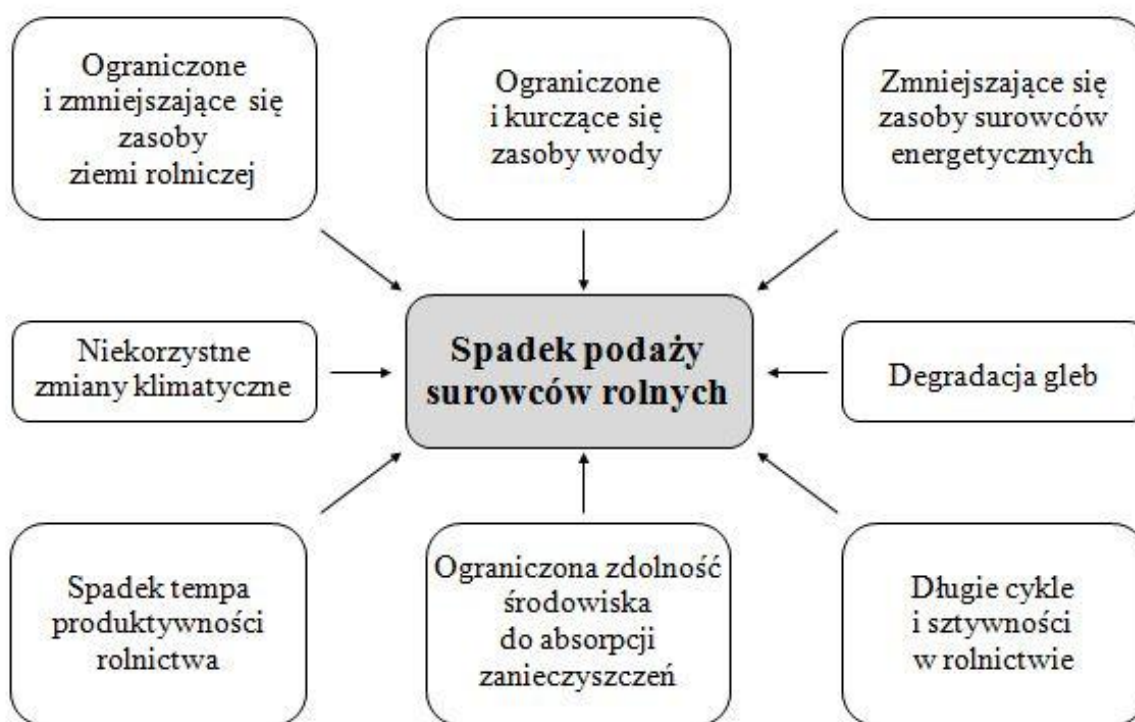 Ograniczone
i zmniejszające się
zasoby
ziemi rolniczej
Ograniczone
i kurczące się
zasoby wody
Zmniejszające się
zasoby surowców
energetycznych
Niekorzystne
zmiany klimatyczne
Spadek podaży
surowców rolnych
Degradacja gleb
Spadek tempa
produktywności
rolnictwa
Ograniczona zdolność
środowiska
do absorpcji
zanieczyszczeń
Długie cykle
i sztywności
w rolnictwie